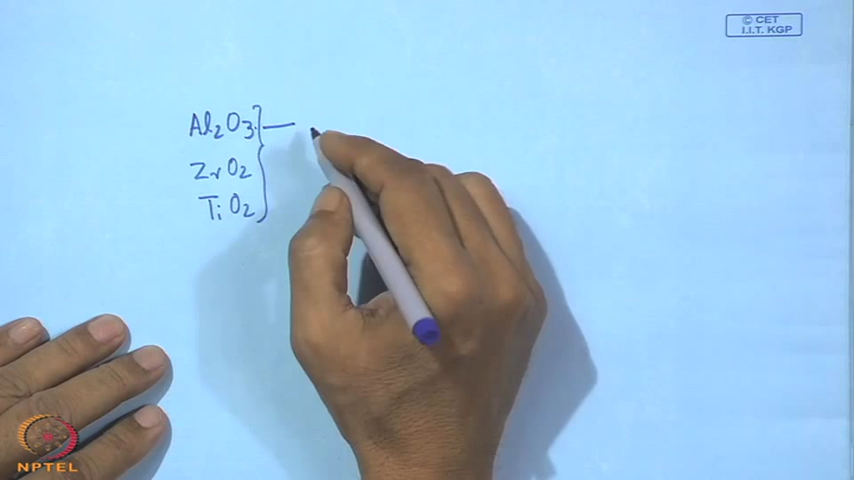 © CET
I.I.T. KGP
Al2O3
ZrO2
TiO2
NPTEL